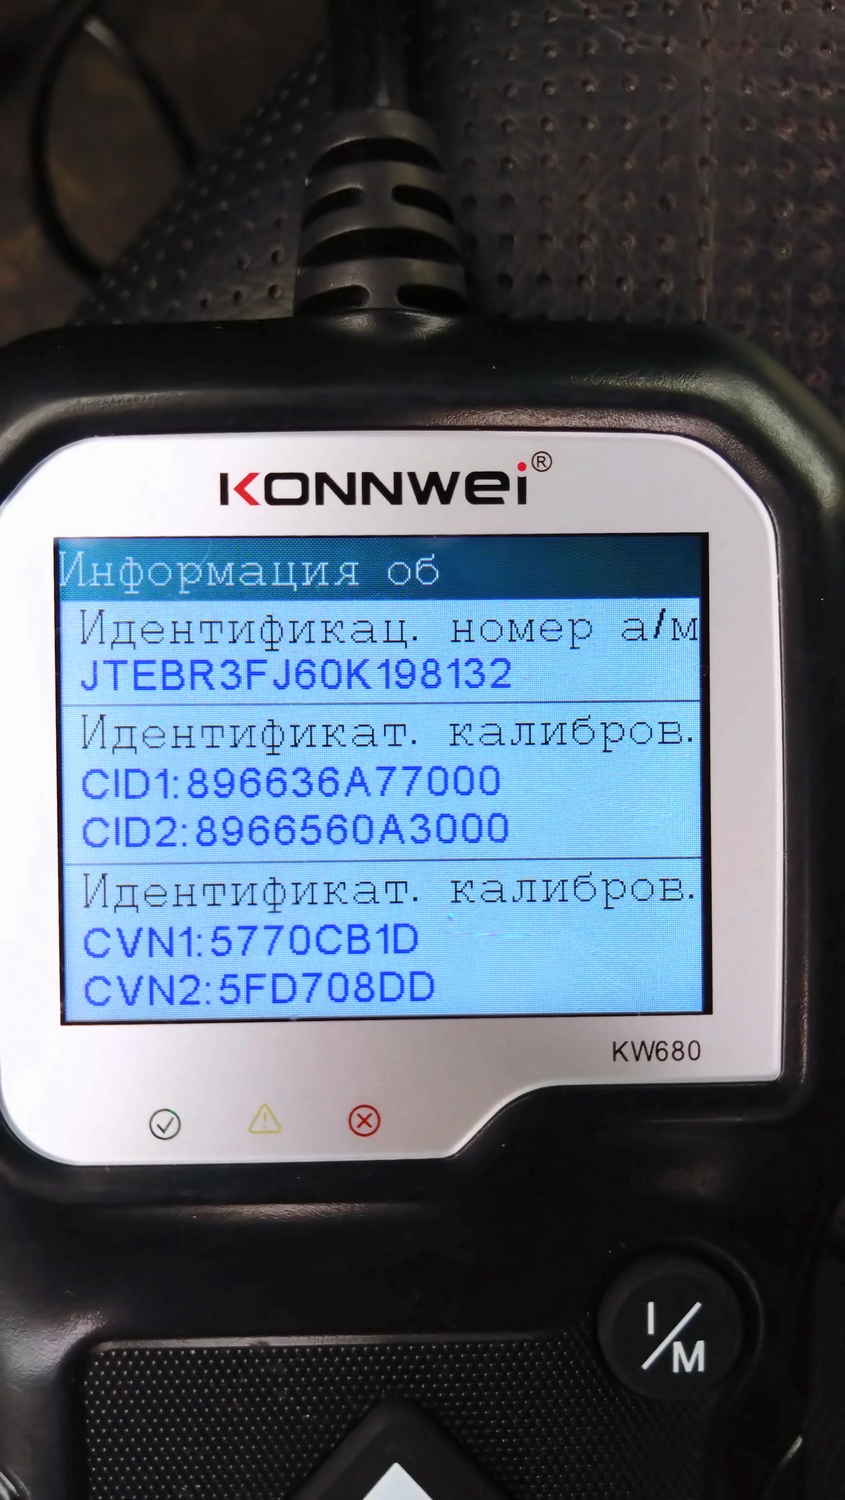 KONNWEI®
Информация об
Идентификац. номер а/м
JTEBR3FJ60K198132
Идентификат. калибров.
CID1:896636A77000
CID2:8966560A3000
Идентификат. калибров.
CVN1:5770CB1D
CVN2:5FD708DD
KW680
I/M